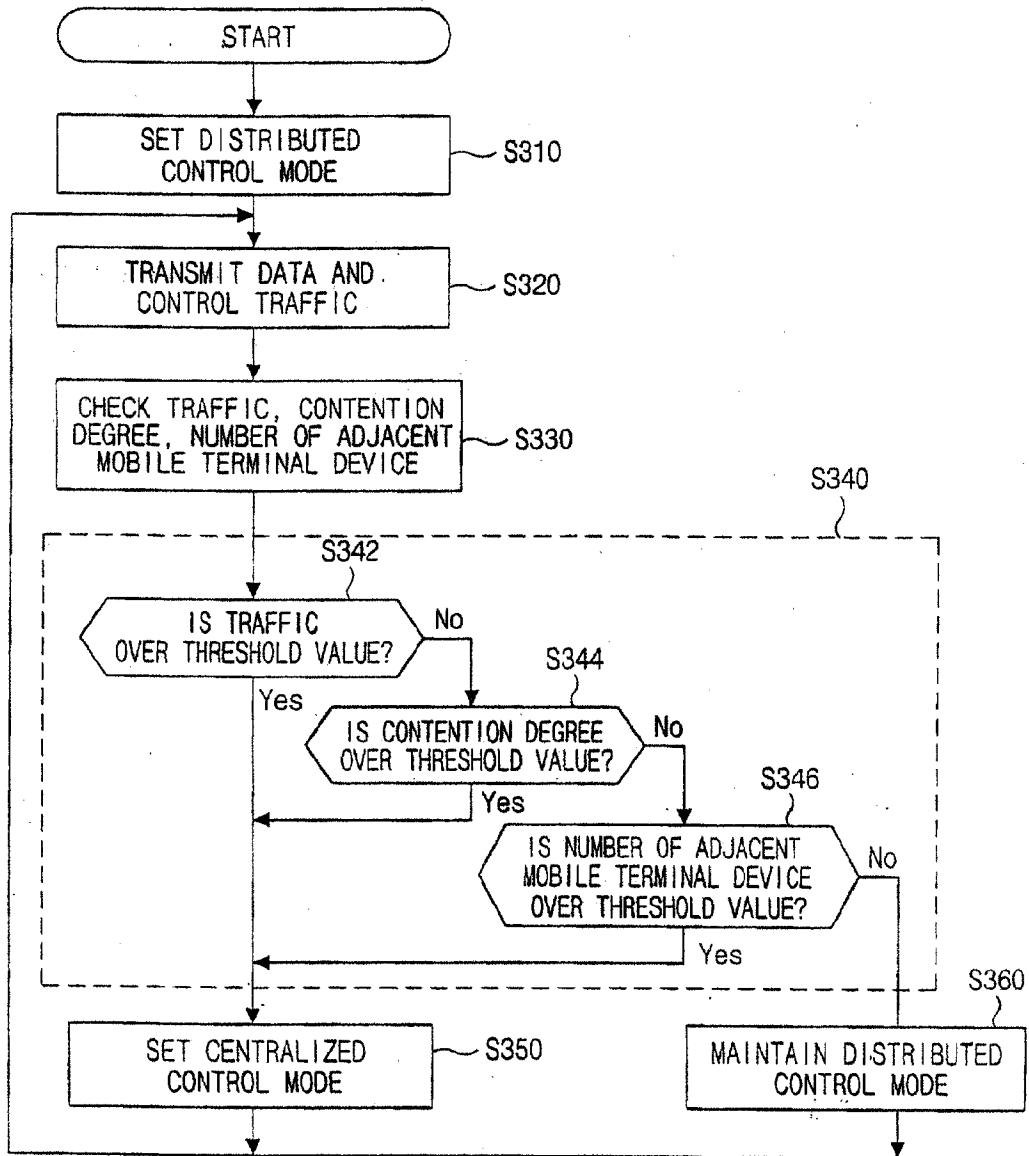 START
SET DISTRIBUTED
CONTROL MODE
S310
TRANSMIT DATA AND
CONTROL TRAFFIC
S320
CHECK TRAFFIC, CONTENTION
DEGREE, NUMBER OF ADJACENT
MOBILE TERMINAL DEVICE
S330
S340
S342
IS TRAFFIC
OVER THRESHOLD VALUE?
No
Yes
S344
IS CONTENTION DEGREE
OVER THRESHOLD VALUE?
No
Yes
S346
IS NUMBER OF ADJACENT
MOBILE TERMINAL DEVICE
OVER THRESHOLD VALUE?
No
Yes
S360
SET CENTRALIZED
CONTROL MODE
S350
MAINTAIN DISTRIBUTED
CONTROL MODE